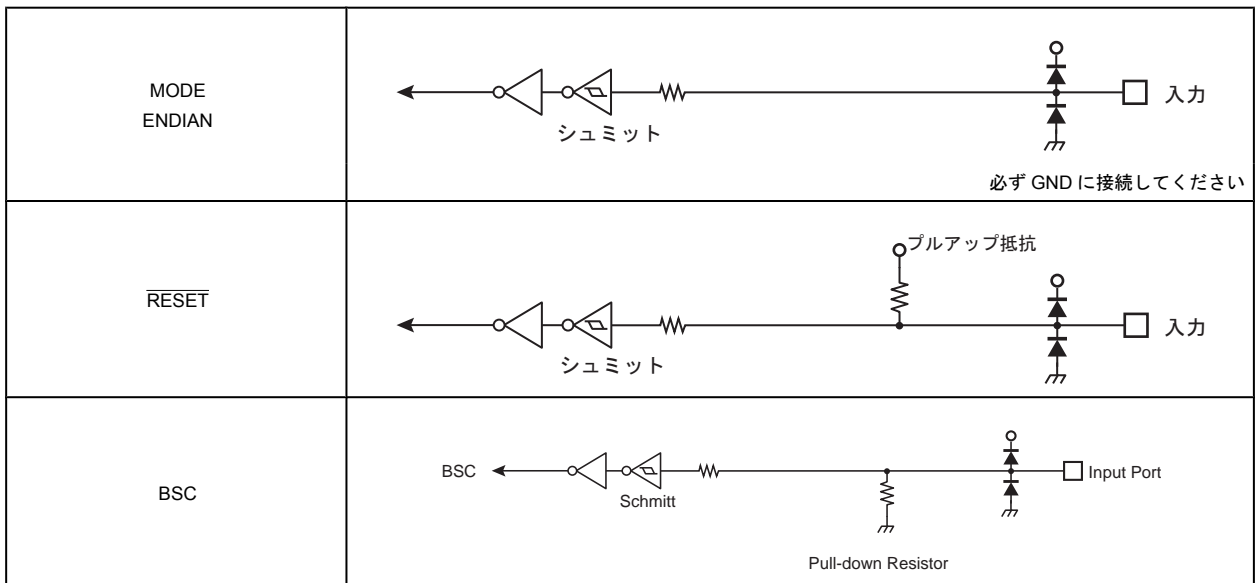 MODE
ENDIAN
シュミット
入力
必ず GND に接続してください
RESET
プルアップ抵抗
シュミット
入力
BSC
BSC
Schmitt
Input Port
Pull-down Resistor